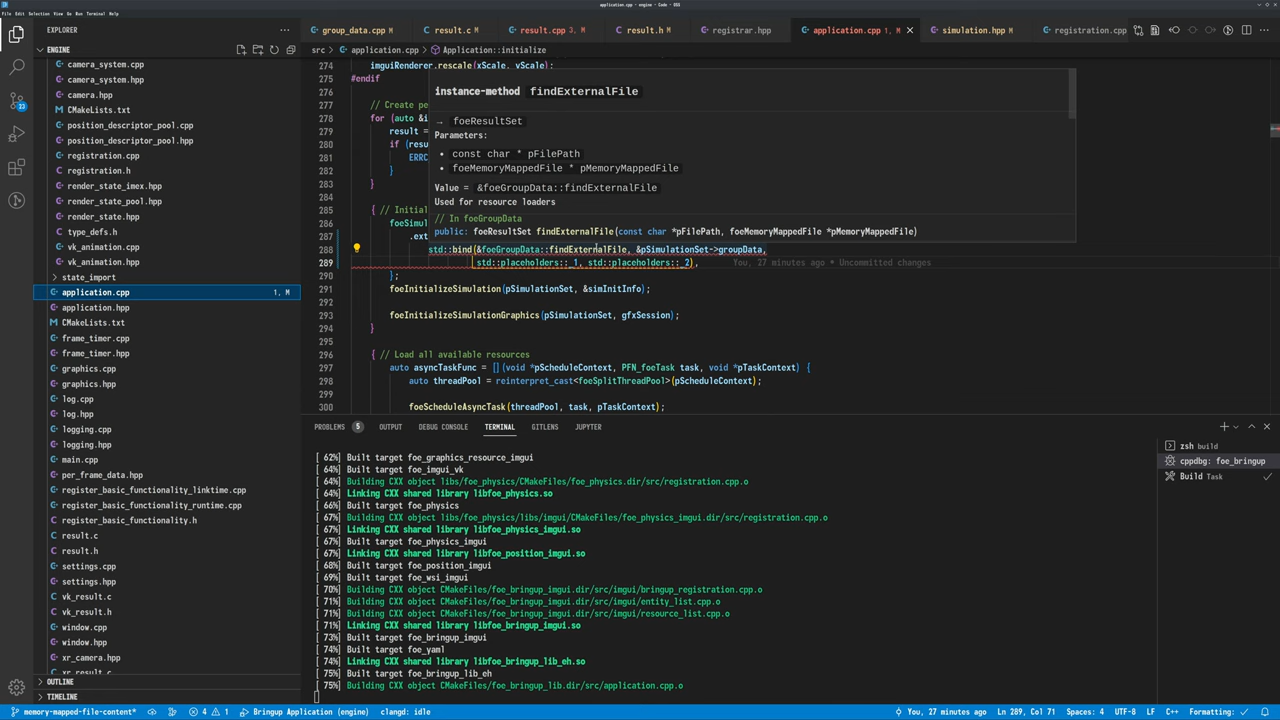 application.cpp - engine - Code - OSS
File Edit Selection View Go Run Terminal Help
EXPLORER
group_data.cpp M
result.c M
result.cpp 3, M
result.h M
registrar.hpp
application.cpp 1, M
simulation.hpp M
registration.cpp
ENGINE
src > application.cpp > Application::initialize
camera_system.cpp
camera_system.hpp
camera.hpp
CMakeLists.txt
position_descriptor_pool.cpp
position_descriptor_pool.hpp
registration.cpp
registration.h
render_state_imex.hpp
render_state_pool.hpp
render_state.hpp
type_defs.h
vk_animation.cpp
vk_animation.hpp
state_import
application.cpp 1, M
application.hpp
CMakeLists.txt
frame_timer.cpp
frame_timer.hpp
graphics.cpp
graphics.hpp
log.cpp
log.hpp
logging.cpp
logging.hpp
main.cpp
per_frame_data.hpp
register_basic_functionality_linktime.cpp
register_basic_functionality_runtime.cpp
register_basic_functionality.h
result.c
result.h
settings.cpp
settings.hpp
vk_result.c
vk_result.h
window.cpp
window.hpp
xr_camera.hpp
xr_result.c
OUTLINE
TIMELINE
274 imguiRenderer.rescale(xScale, yScale);
275 #endif
276
277 // Create pe
278 for (auto &i
279 result =
280 if (resu
281 ERRC
282 }
283 }
284
285 { // Initial
286 foeSimu
287 .ext
288 std::bind(&foeGroupData::findExternalFile, &pSimulationSet->groupData,
289 std::placeholders::_1, std::placeholders::_2), You, 27 minutes ago • Uncommitted changes
290 };
291 foeInitializeSimulation(pSimulationSet, &simInitInfo);
292
293 foeInitializeSimulationGraphics(pSimulationSet, gfxSession);
294 }
295
296 { // Load all available resources
297 auto asyncTaskFunc = [](void *pScheduleContext, PFN_foeTask task, void *pTaskContext) {
298 auto threadPool = reinterpret_cast<foeSplitThreadPool>(pScheduleContext);
299
300 foeScheduleAsyncTask(threadPool, task, pTaskContext);
instance-method findExternalFile
→ foeResultSet
Parameters:
• const char * pFilePath
• foeMemoryMappedFile * pMemoryMappedFile
Value = &foeGroupData::findExternalFile
Used for resource loaders
// In foeGroupData
public: foeResultSet findExternalFile(const char *pFilePath, foeMemoryMappedFile *pMemoryMappedFile)
PROBLEMS 5 OUTPUT DEBUG CONSOLE TERMINAL GITLENS JUPYTER
[ 62%] Built target foe_graphics_resource_imgui
[ 64%] Built target foe_imgui_vk
[ 64%] Building CXX object libs/foe_physics/CMakeFiles/foe_physics.dir/src/registration.cpp.o
[ 64%] Linking CXX shared library libfoe_physics.so
[ 66%] Built target foe_physics
[ 67%] Building CXX object libs/foe_physics/libs/imgui/CMakeFiles/foe_physics_imgui.dir/src/registration.cpp.o
[ 67%] Linking CXX shared library libfoe_physics_imgui.so
[ 67%] Built target foe_physics_imgui
[ 67%] Linking CXX shared library libfoe_position_imgui.so
[ 68%] Built target foe_position_imgui
[ 69%] Built target foe_wsi_imgui
[ 70%] Building CXX object CMakeFiles/foe_bringup_imgui.dir/src/imgui/bringup_registration.cpp.o
[ 71%] Building CXX object CMakeFiles/foe_bringup_imgui.dir/src/imgui/entity_list.cpp.o
[ 71%] Building CXX object CMakeFiles/foe_bringup_imgui.dir/src/imgui/resource_list.cpp.o
[ 71%] Linking CXX shared library libfoe_bringup_imgui.so
[ 73%] Built target foe_bringup_imgui
[ 74%] Built target foe_yaml
[ 74%] Linking CXX shared library libfoe_bringup_lib_eh.so
[ 75%] Built target foe_bringup_lib_eh
[ 75%] Building CXX object CMakeFiles/foe_bringup_lib.dir/src/application.cpp.o
zsh build
cppdbg: foe_bringup
Build Task
23
memory-mapped-file-content* 4 1 Bringup Application (engine) clangd: idle
You, 27 minutes ago Ln 289, Col 71 Spaces: 4 UTF-8 LF C++ Formatting: ✓